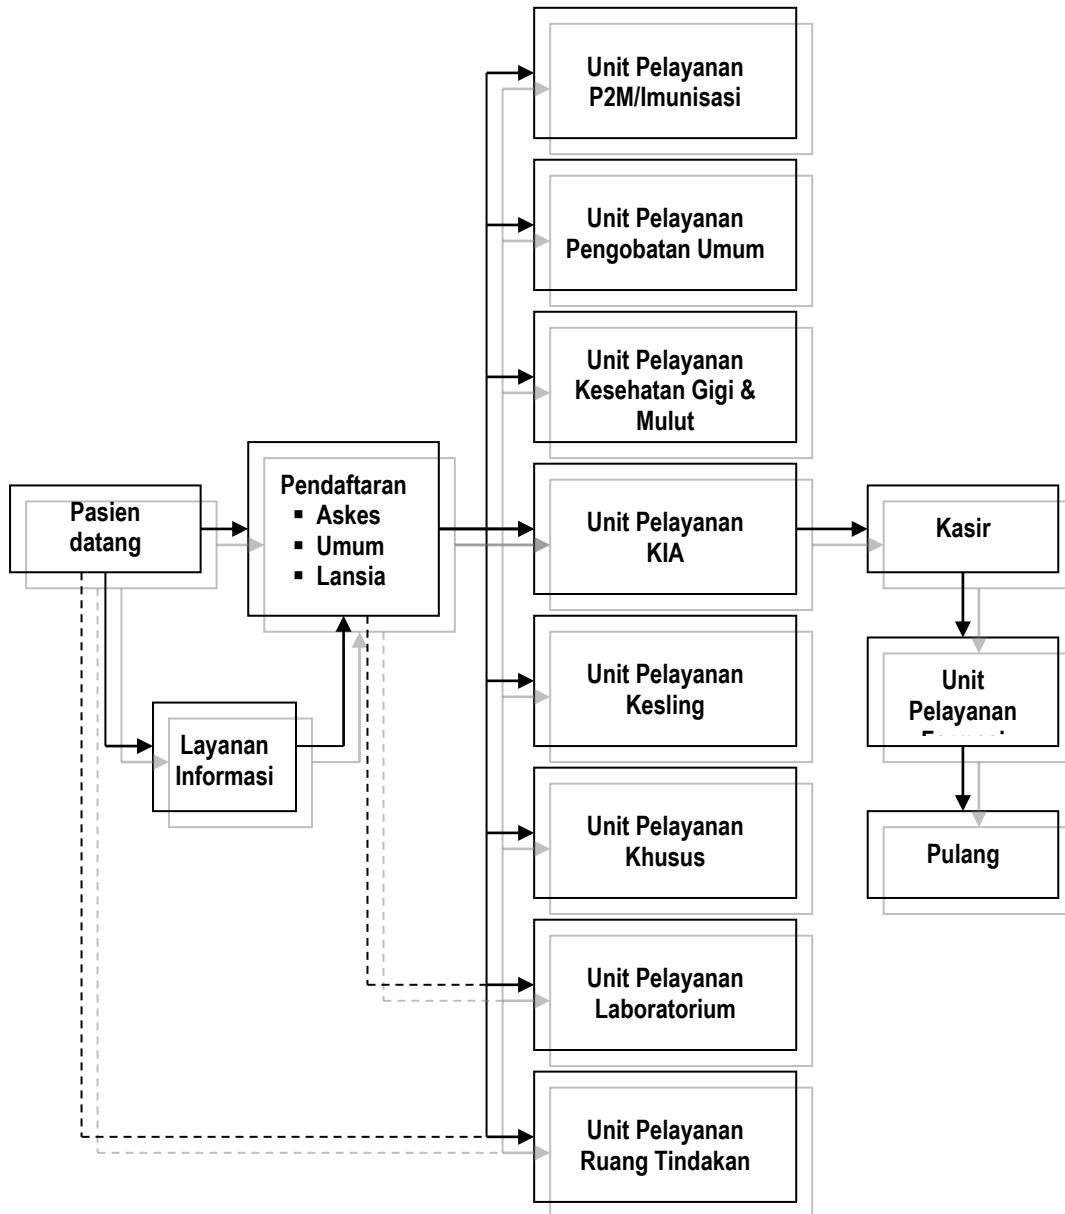 Unit Pelayanan
P2M/Imunisasi
Unit Pelayanan
Pengobatan Umum
Unit Pelayanan
Kesehatan Gigi &
Mulut
Pasien
datang
Pendaftaran
▪ Askes
▪ Umum
▪ Lansia
Unit Pelayanan
KIA
Kasir
Layanan
Informasi
Unit Pelayanan
Kesling
Unit
Pelayanan
Unit Pelayanan
Khusus
Pulang
Unit Pelayanan
Laboratorium
Unit Pelayanan
Ruang Tindakan